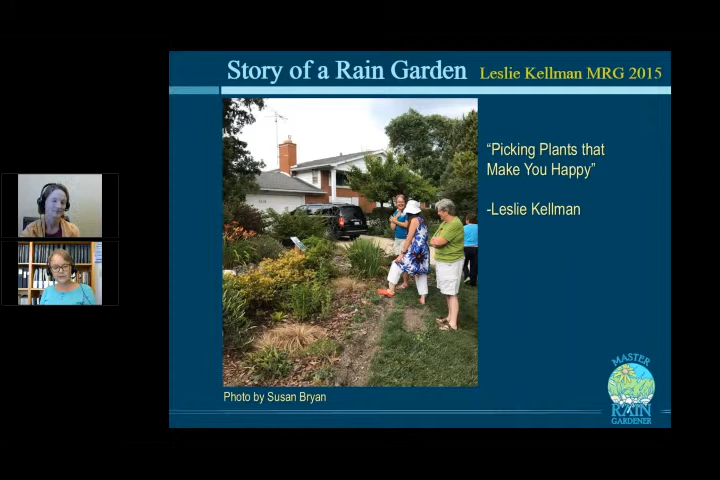 Story of a Rain Garden Leslie Kellman MRG 2015
“Picking Plants that
Make You Happy”
-Leslie Kellman
Photo by Susan Bryan
MASTER
RAIN
GARDENER